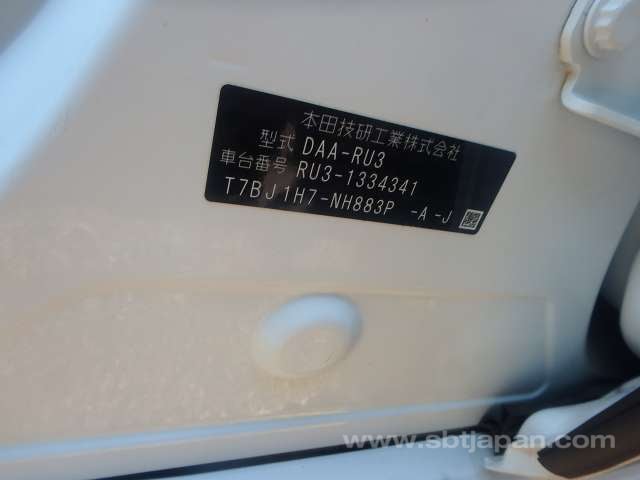 本田技研工業株式会社
型式 DAA-RU3
車台番号 RU3-1334341
T7BJ1H7-NH883P -A -J
www.sbtjapan.com